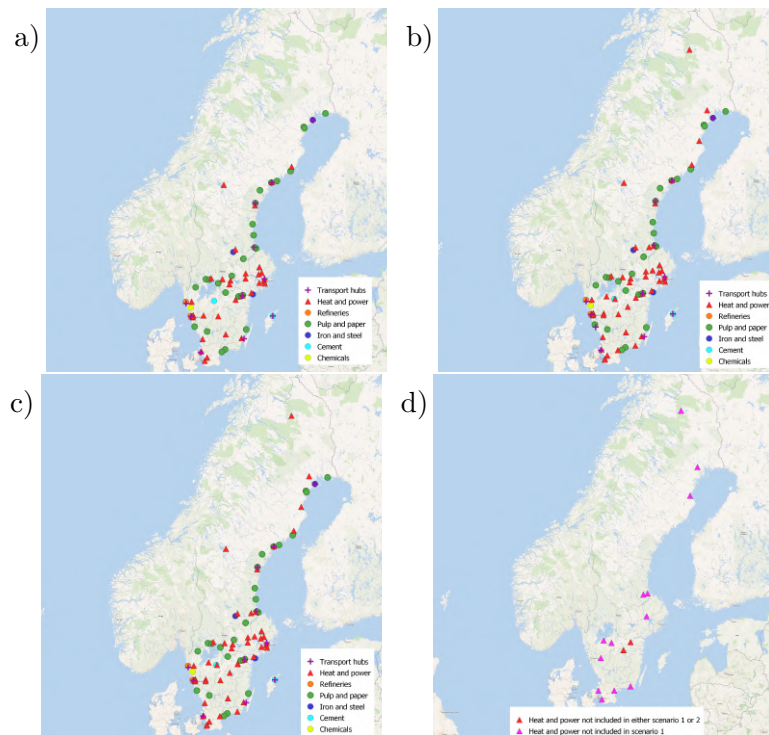 a)
Transport hubs
Heat and power
Refineries
Pulp and paper
Iron and steel
Cement
Chemicals
b)
Transport hubs
Heat and power
Refineries
Pulp and paper
Iron and steel
Cement
Chemicals
c)
Transport hubs
Heat and power
Refineries
Pulp and paper
Iron and steel
Cement
Chemicals
d)
Heat and power not included in either scenario 1 or 2
Heat and power not included in scenario 1